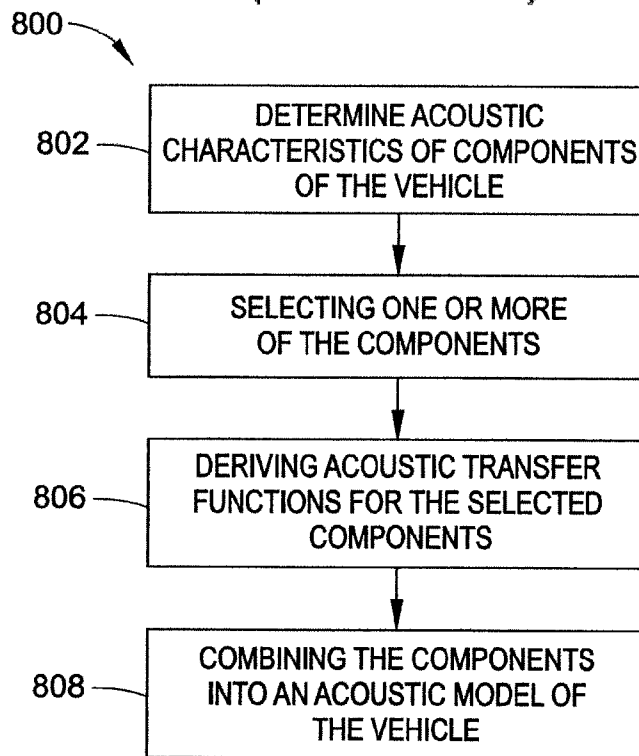 800
802
DETERMINE ACOUSTIC
CHARACTERISTICS OF COMPONENTS
OF THE VEHICLE
804
SELECTING ONE OR MORE
OF THE COMPONENTS
806
DERIVING ACOUSTIC TRANSFER
FUNCTIONS FOR THE SELECTED
COMPONENTS
808
COMBINING THE COMPONENTS
INTO AN ACOUSTIC MODEL OF
THE VEHICLE